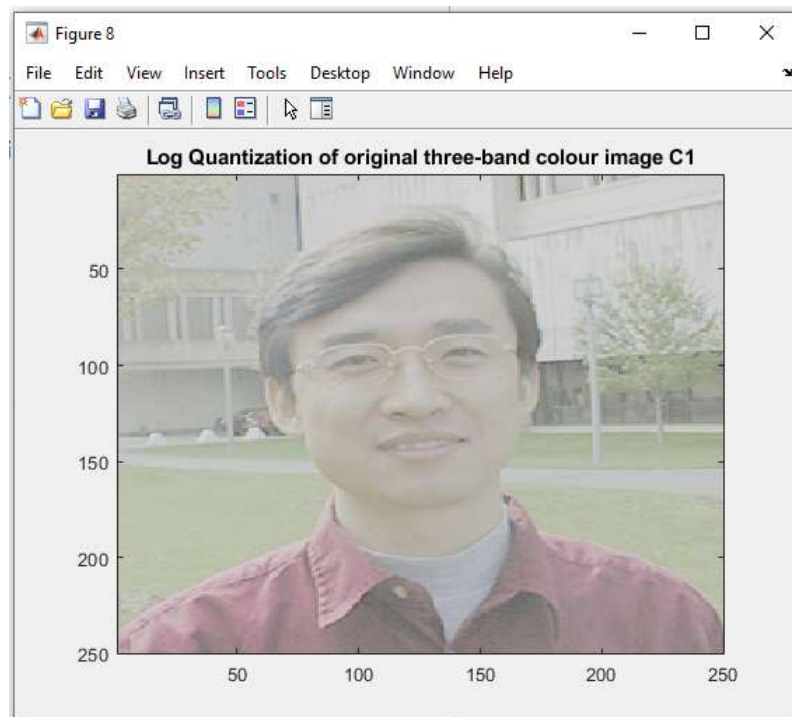 Figure 8
File Edit View Insert Tools Desktop Window Help
Log Quantization of original three-band colour image C1
50
100
150
200
250
50 100 150 200 250